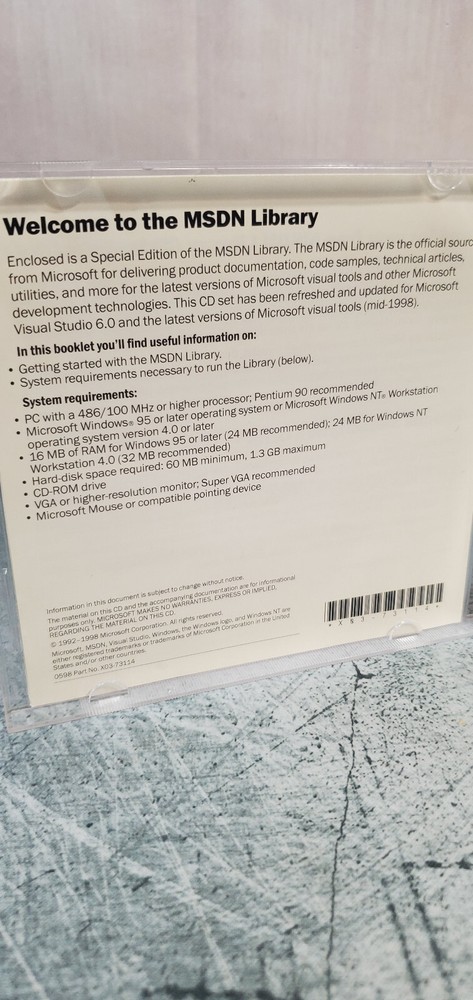 Welcome to the MSDN Library
Enclosed is a Special Edition of the MSDN Library. The MSDN Library is the official sourc
from Microsoft for delivering product documentation, code samples, technical articles,
utilities, and more for the latest versions of Microsoft visual tools and other Microsoft
development technologies. This CD set has been refreshed and updated for Microsoft
Visual Studio 6.0 and the latest versions of Microsoft visual tools (mid-1998).
In this booklet you'll find useful information on:
• Getting started with the MSDN Library.
• System requirements necessary to run the Library (below).
System requirements:
• PC with a 486/100 MHz or higher processor; Pentium 90 recommended
• Microsoft Windows® 95 or later operating system or Microsoft Windows NT® Workstation
operating system version 4.0 or later
• 16 MB of RAM for Windows 95 or later (24 MB recommended); 24 MB for Windows NT
Workstation 4.0 (32 MB recommended)
• Hard-disk space required: 60 MB minimum, 1.3 GB maximum
• CD-ROM drive
• VGA or higher-resolution monitor; Super VGA recommended
• Microsoft Mouse or compatible pointing device
Information in this document is subject to change without notice.
The material on this CD and the accompanying documentation are for informational
purposes only. MICROSOFT MAKES NO WARRANTIES, EXPRESS OR IMPLIED,
REGARDING THE MATERIAL ON THIS CD.
© 1992–1998 Microsoft Corporation. All rights reserved.
Microsoft, MSDN, Visual Studio, Windows, the Windows logo, and Windows NT are
either registered trademarks or trademarks of Microsoft Corporation in the United
States and/or other countries.
0598 Part No. X03-73114
*X03-73114*